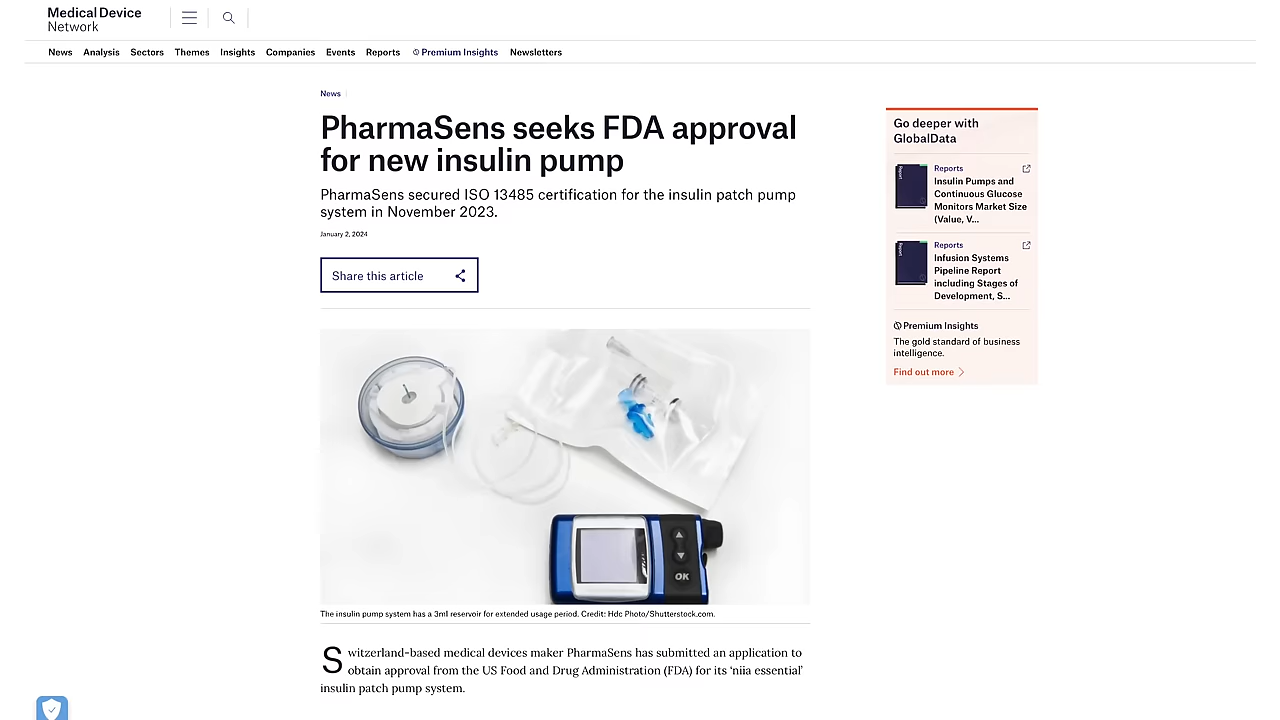 Medical Device
Network
News Analysis Sectors Themes Insights Companies Events Reports Premium Insights Newsletters
News
PharmaSens seeks FDA approval
for new insulin pump
PharmaSens secured ISO 13485 certification for the insulin patch pump
system in November 2023.
January 2, 2024
Share this article
OK
The insulin pump system has a 3ml reservoir for extended usage period. Credit: Hdc Photo/Shutterstock.com.
Switzerland-based medical devices maker PharmaSens has submitted an application to
obtain approval from the US Food and Drug Administration (FDA) for its ‘niia essential’
insulin patch pump system.
Go deeper with
GlobalData
Report
Reports
Insulin Pumps and
Continuous Glucose
Monitors Market Size
(Value, V...
Report
Reports
Infusion Systems
Pipeline Report
including Stages of
Development, S...
Premium Insights
The gold standard of business
intelligence.
Find out more